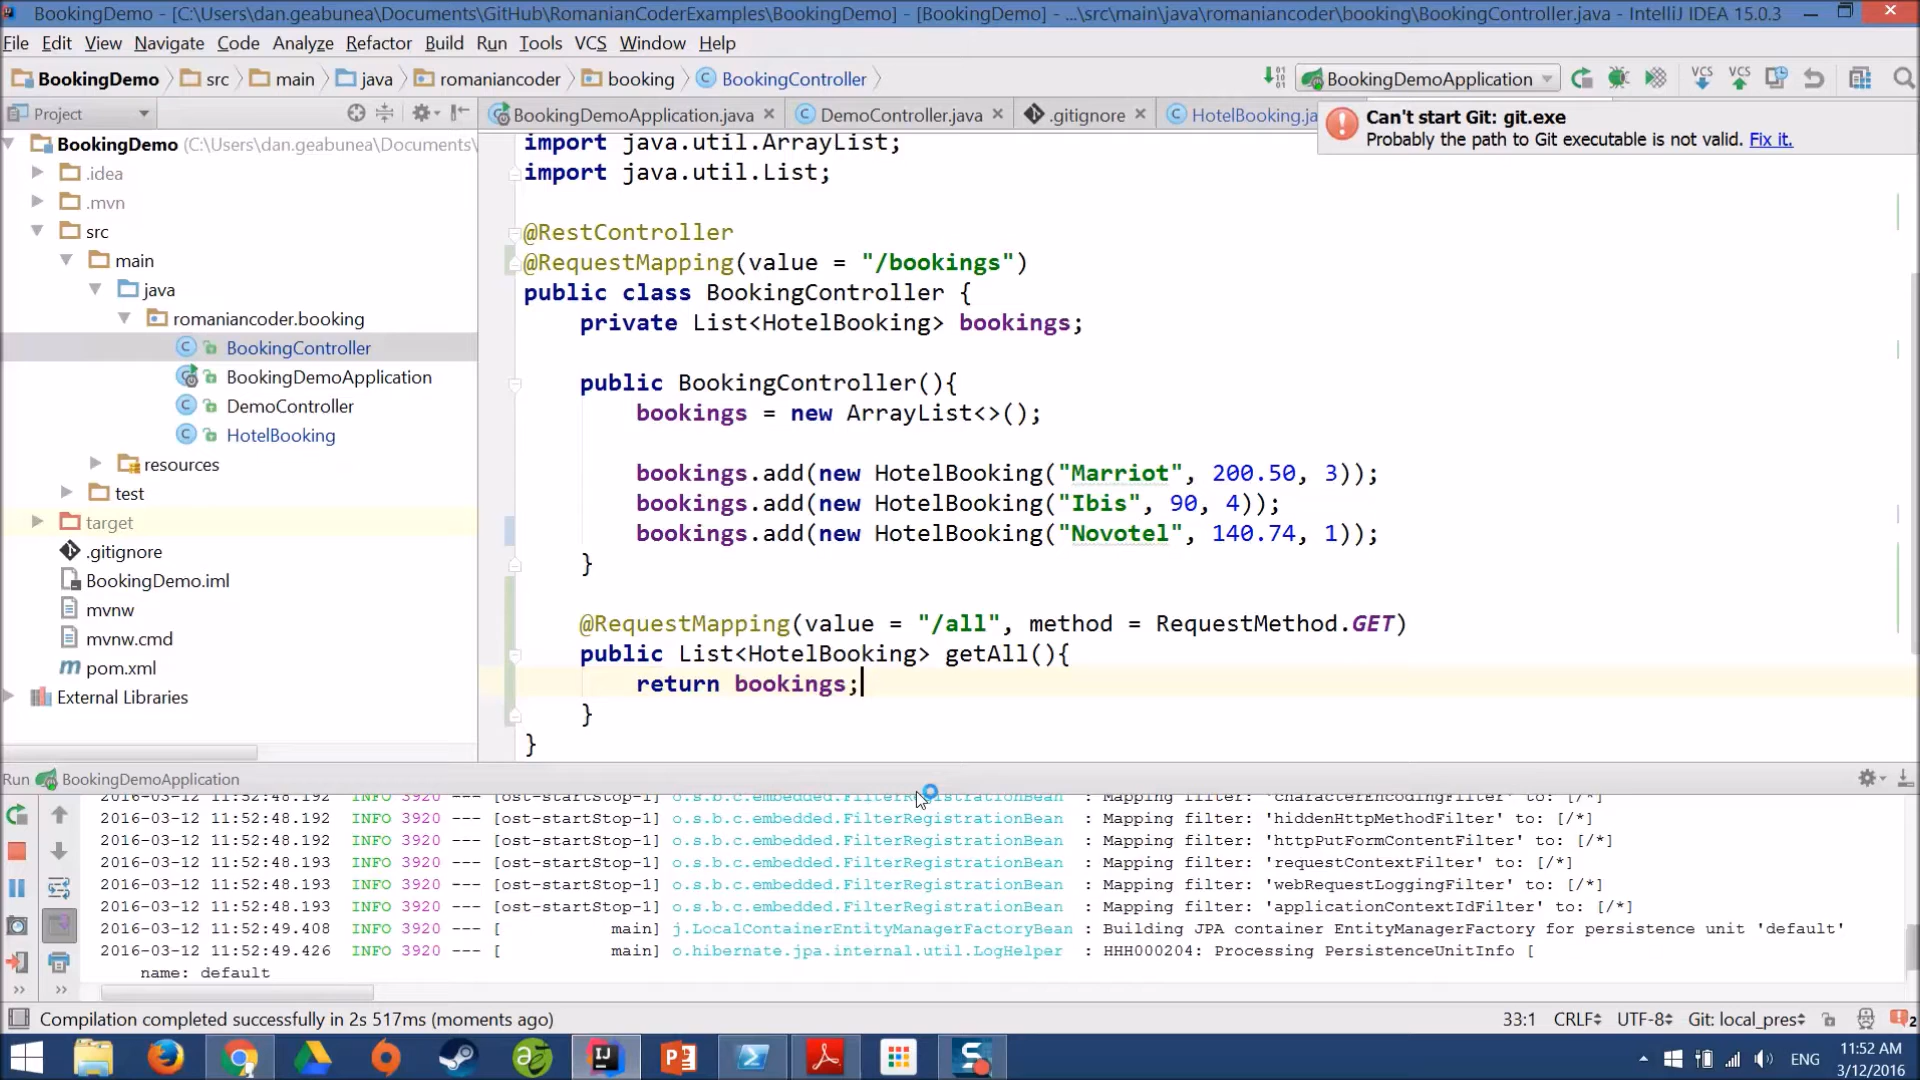 BookingDemo - [C:\Users\dan.geabunea\Documents\GitHub\RomanianCoderExamples\BookingDemo] - [BookingDemo] - ...\src\main\java\romaniancoder\booking\BookingController.java - IntelliJ IDEA 15.0.3
File Edit View Navigate Code Analyze Refactor Build Run Tools VCS Window Help
BookingDemo src main java romaniancoder booking BookingController BookingDemoApplication VCS VCS
Project BookingDemoApplication.java DemoController.java .gitignore HotelBooking.ja
Can't start Git: git.exe
Probably the path to Git executable is not valid. Fix it.
BookingDemo (C:\Users\dan.geabunea\Documents\
.idea
.mvn
src
main
java
romaniancoder.booking
BookingController
BookingDemoApplication
DemoController
HotelBooking
resources
test
target
.gitignore
BookingDemo.iml
mvnw
mvnw.cmd
pom.xml
External Libraries
import java.util.ArrayList;
import java.util.List;
@RestController
@RequestMapping(value = "/bookings")
public class BookingController {
private List<HotelBooking> bookings;
public BookingController(){
bookings = new ArrayList<>();
bookings.add(new HotelBooking("Marriot", 200.50, 3));
bookings.add(new HotelBooking("Ibis", 90, 4));
bookings.add(new HotelBooking("Novotel", 140.74, 1));
}
@RequestMapping(value = "/all", method = RequestMethod.GET)
public List<HotelBooking> getAll(){
return bookings;
}
}
Run BookingDemoApplication
2016-03-12 11:52:48.192 INFO 3920 --- [ost-startStop-1] o.s.b.c.embedded.FilterRegistrationBean : Mapping filter: 'characterEncodingFilter' to: [/*]
2016-03-12 11:52:48.192 INFO 3920 --- [ost-startStop-1] o.s.b.c.embedded.FilterRegistrationBean : Mapping filter: 'hiddenHttpMethodFilter' to: [/*]
2016-03-12 11:52:48.192 INFO 3920 --- [ost-startStop-1] o.s.b.c.embedded.FilterRegistrationBean : Mapping filter: 'httpPutFormContentFilter' to: [/*]
2016-03-12 11:52:48.193 INFO 3920 --- [ost-startStop-1] o.s.b.c.embedded.FilterRegistrationBean : Mapping filter: 'requestContextFilter' to: [/*]
2016-03-12 11:52:48.193 INFO 3920 --- [ost-startStop-1] o.s.b.c.embedded.FilterRegistrationBean : Mapping filter: 'webRequestLoggingFilter' to: [/*]
2016-03-12 11:52:48.193 INFO 3920 --- [ost-startStop-1] o.s.b.c.embedded.FilterRegistrationBean : Mapping filter: 'applicationContextIdFilter' to: [/*]
2016-03-12 11:52:49.408 INFO 3920 --- [ main] j.LocalContainerEntityManagerFactoryBean : Building JPA container EntityManagerFactory for persistence unit 'default'
2016-03-12 11:52:49.426 INFO 3920 --- [ main] o.hibernate.jpa.internal.util.LogHelper : HHH000204: Processing PersistenceUnitInfo [
name: default
Compilation completed successfully in 2s 517ms (moments ago) 33:1 CRLF UTF-8 Git: local_pres 2
ENG 11:52 AM
3/12/2016